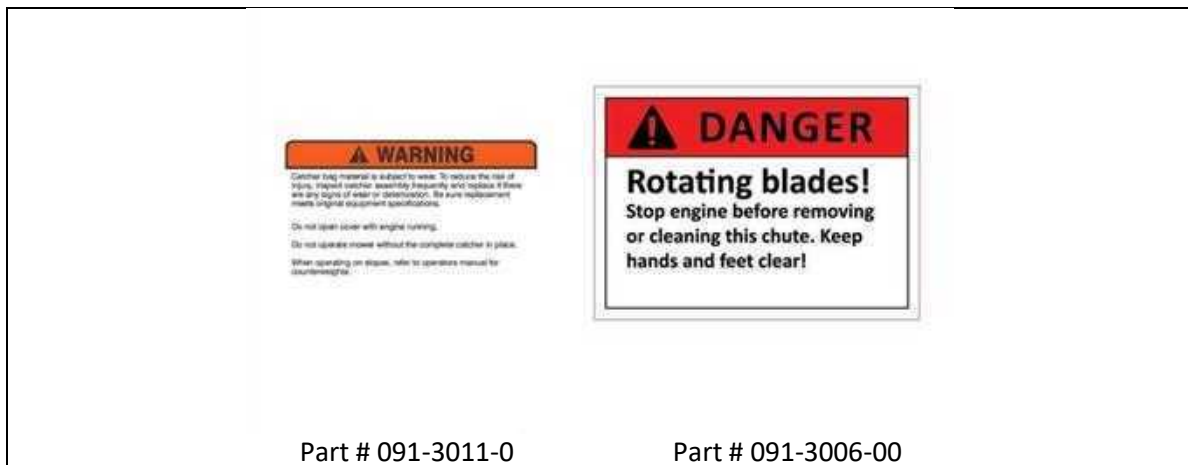 WARNING
Catcher bag material is subject to wear. To reduce the risk of
injury, inspect catcher assembly frequently and replace if there
are any signs of wear or deterioration. Be sure replacement
meets original equipment specifications.
Do not open cover with engine running.
Do not operate mower without the complete catcher in place.
When operating on slopes, refer to operators manual for
counterweights.
DANGER
Rotating blades!
Stop engine before removing
or cleaning this chute. Keep
hands and feet clear!
Part # 091-3011-0
Part # 091-3006-00